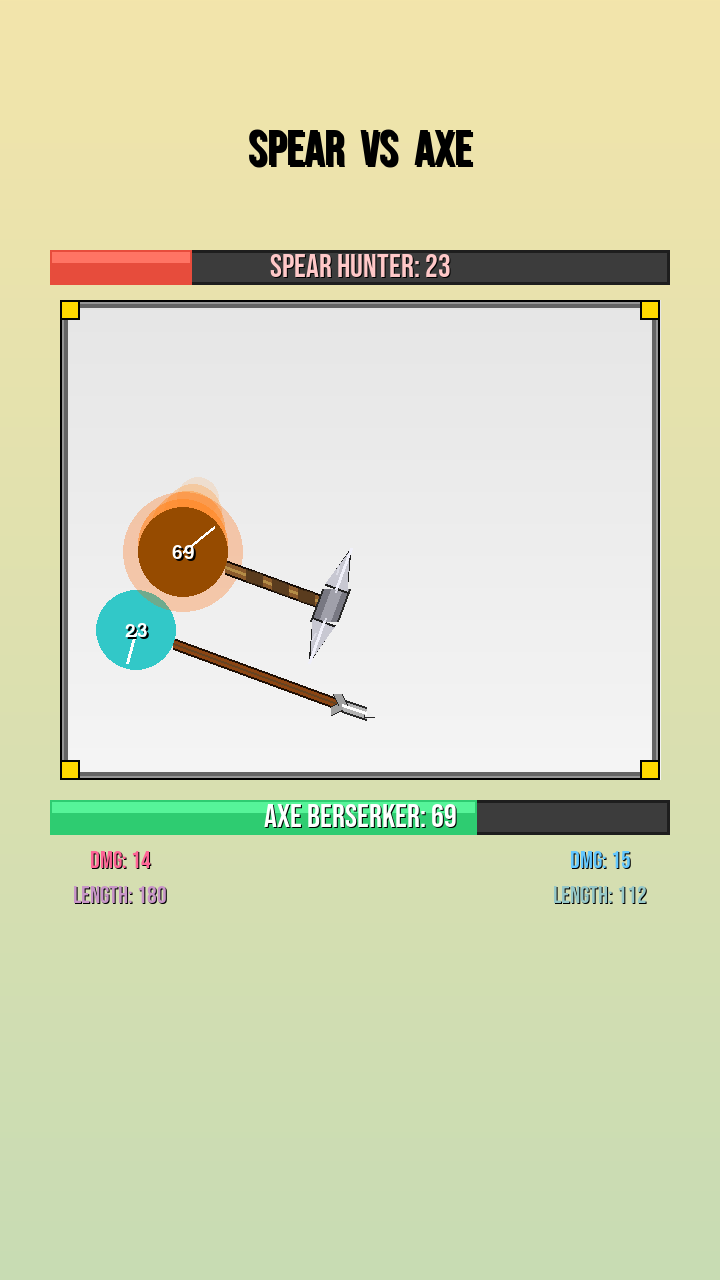 SPEAR VS AXE
SPEAR HUNTER: 23
69
23
AXE BERSERKER: 69
DMG: 14
DMG: 15
LENGTH: 180
LENGTH: 112